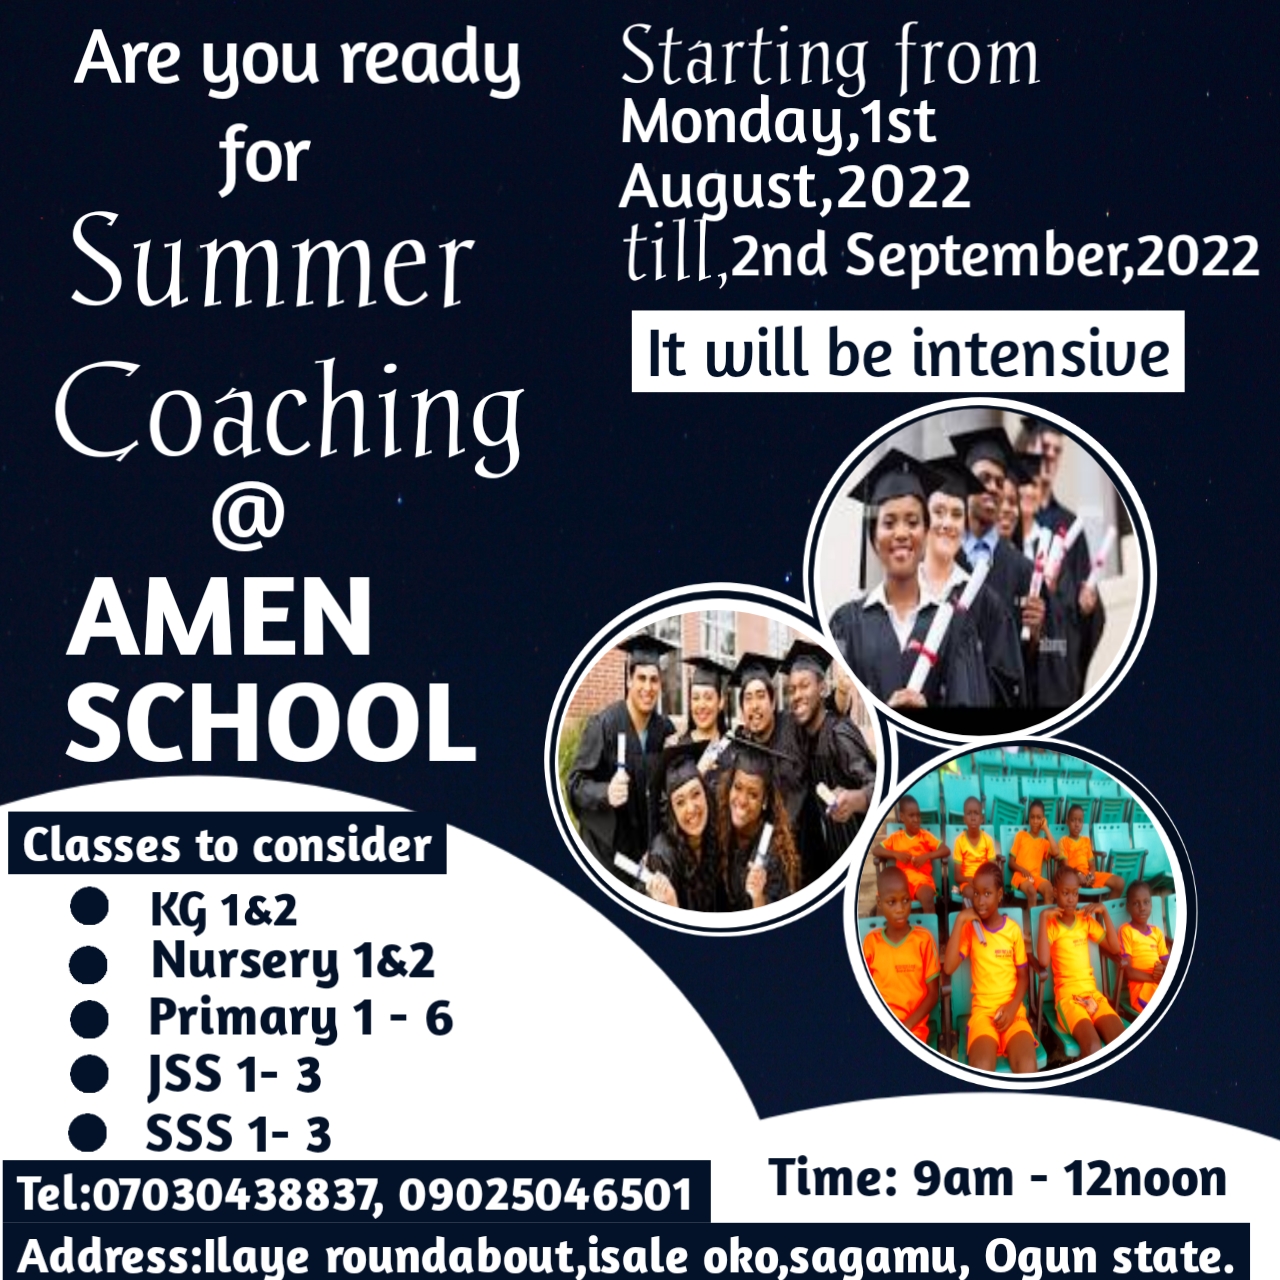 Are you ready
for
Summer
Coaching
@
AMEN
SCHOOL
Starting from
Monday,1st
August,2022
till,2nd September,2022
It will be intensive
Classes to consider
KG 1&2
Nursery 1&2
Primary 1 - 6
JSS 1- 3
SSS 1- 3
Tel:07030438837, 09025046501
Time: 9am - 12noon
Address:Ilaye roundabout,isale oko,sagamu, Ogun state.